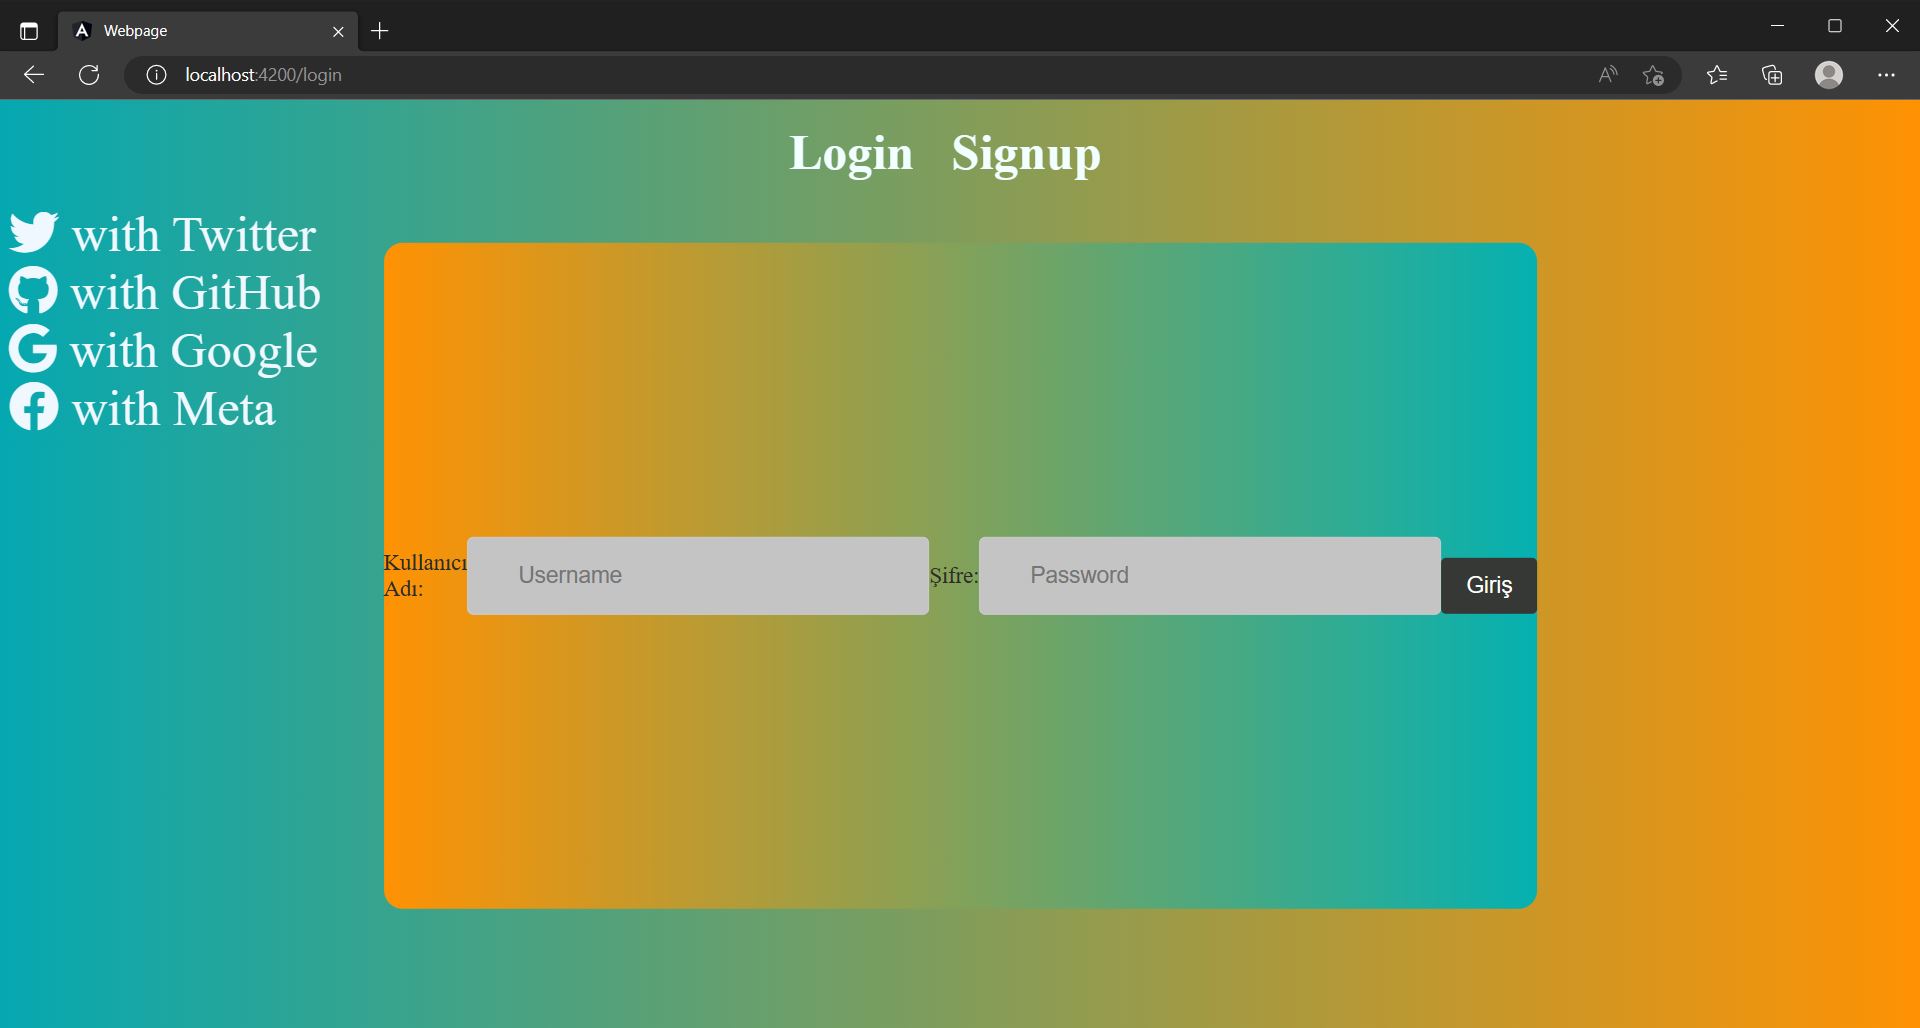 Webpage
localhost:4200/login
Login Signup
with Twitter
with GitHub
with Google
with Meta
Kullanıcı
Adı:
Username
Şifre:
Password
Giriş